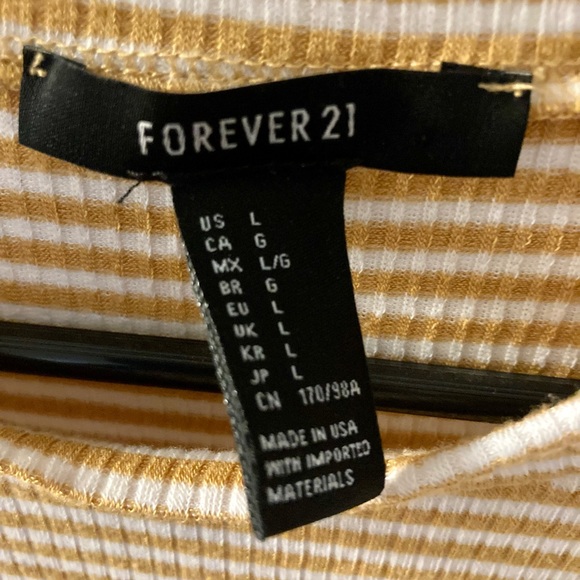 FOREVER 21
US L
CA G
MX L/G
BR G
EU L
UK L
KR L
JP L
CN 170/98A
MADE IN USA
WITH IMPORTED
MATERIALS